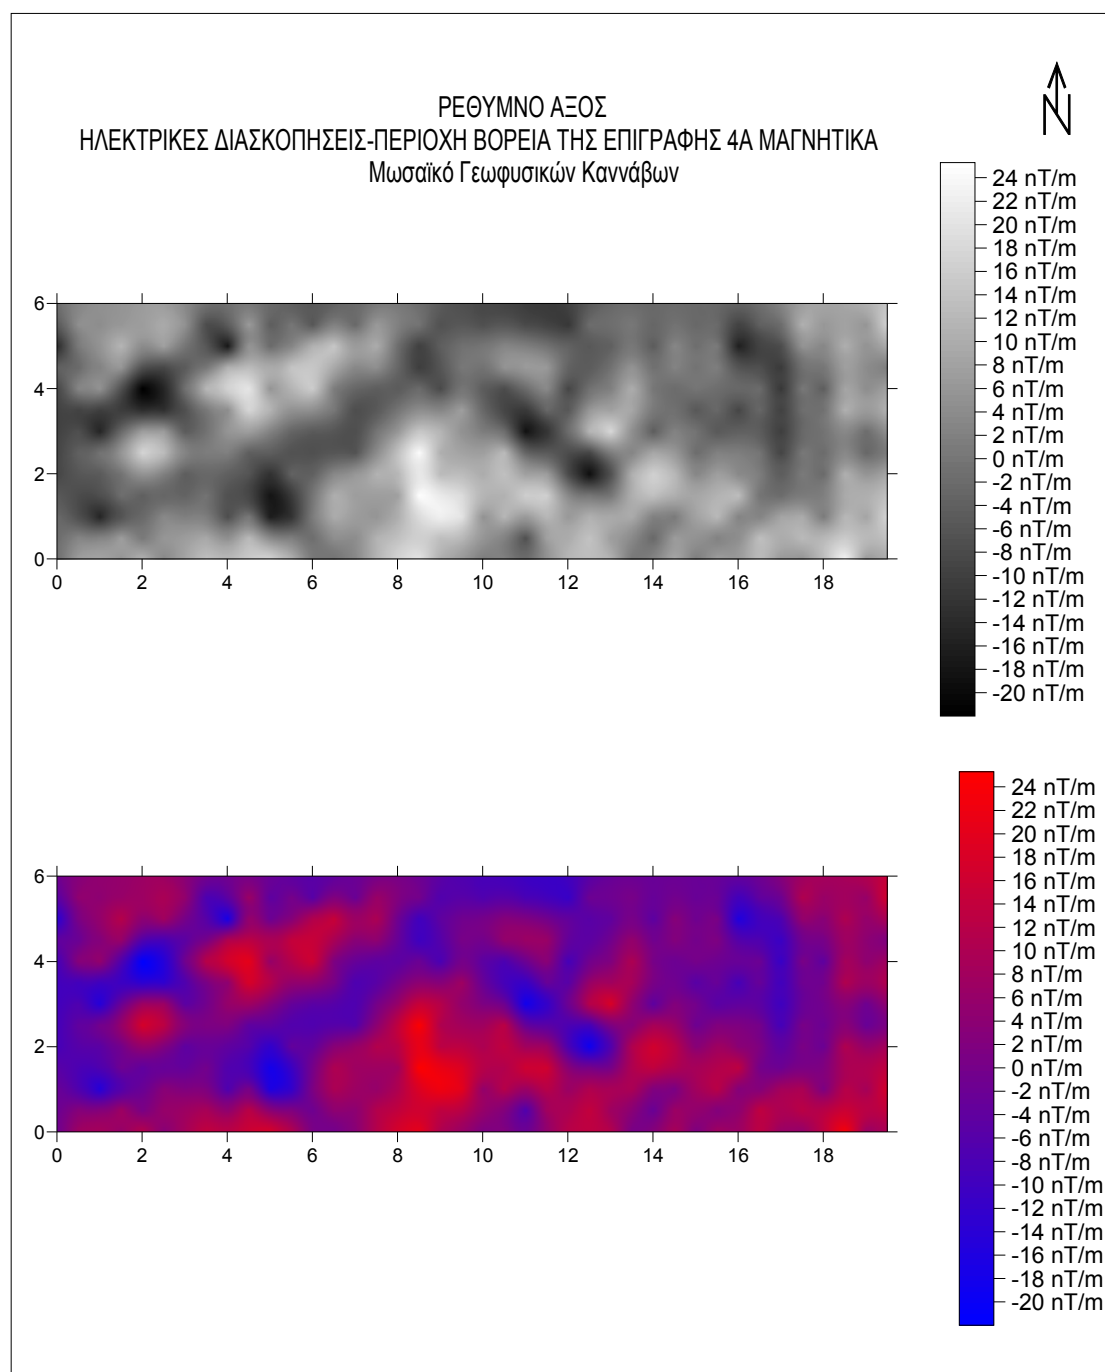 N
ΡΕΘΥΜΝΟ ΑΞΟΣ
ΗΛΕΚΤΡΙΚΕΣ ΔΙΑΣΚΟΠΗΣΕΙΣ-ΠΕΡΙΟΧΗ ΒΟΡΕΙΑ ΤΗΣ ΕΠΙΓΡΑΦΗΣ 4Α ΜΑΓΝΗΤΙΚΑ
Μωσαϊκό Γεωφυσικών Καννάβων
24 nT/m
22 nT/m
20 nT/m
18 nT/m
16 nT/m
14 nT/m
12 nT/m
10 nT/m
8 nT/m
6 nT/m
4 nT/m
2 nT/m
0 nT/m
-2 nT/m
-4 nT/m
-6 nT/m
-8 nT/m
-10 nT/m
-12 nT/m
-14 nT/m
-16 nT/m
-18 nT/m
-20 nT/m
6
4
2
0
0 2 4 6 8 10 12 14 16 18
24 nT/m
22 nT/m
20 nT/m
18 nT/m
16 nT/m
14 nT/m
12 nT/m
10 nT/m
8 nT/m
6 nT/m
4 nT/m
2 nT/m
0 nT/m
-2 nT/m
-4 nT/m
-6 nT/m
-8 nT/m
-10 nT/m
-12 nT/m
-14 nT/m
-16 nT/m
-18 nT/m
-20 nT/m
6
4
2
0
0 2 4 6 8 10 12 14 16 18